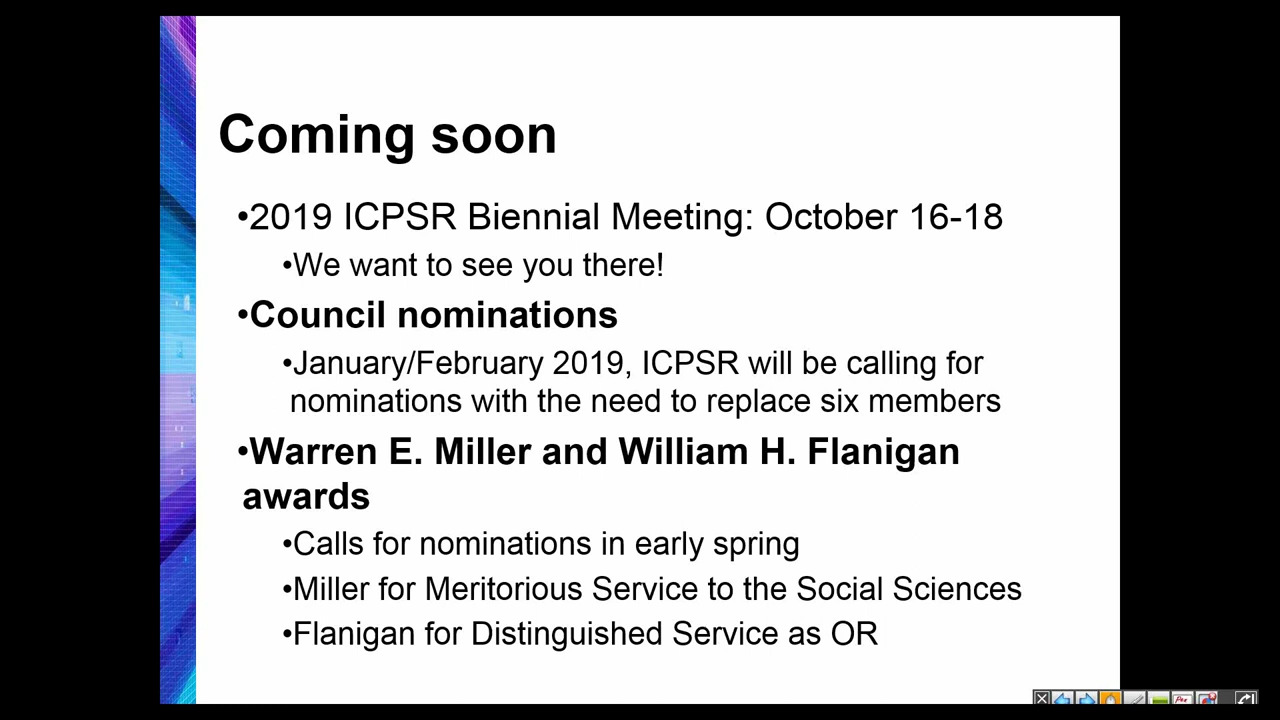 Coming soon
•2019 ICPSR Biennial Meeting: October 16-18
•We want to see you there!
•Council nominations
•January/February 2019, ICPSR will be calling for
nominations with the need to replace six members
•Warren E. Miller and William H. Flanigan
awards
•Calls for nominations in early spring
•Miller for Meritorious Service to the Social Sciences
•Flanigan for Distinguished Service as OR